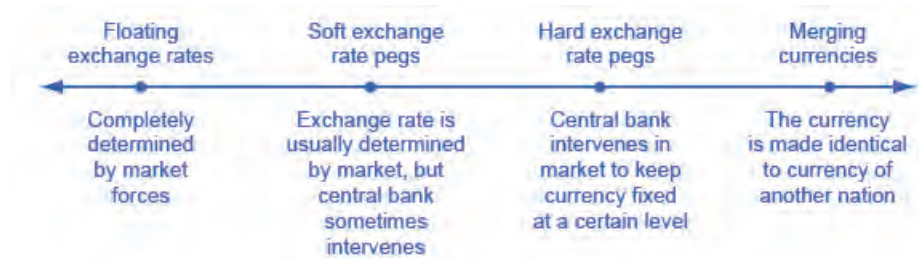 Floating
exchange rates
Soft exchange
rate pegs
Hard exchange
rate pegs
Merging
currencies
Completely
determined
by market
forces
Exchange rate is
usually determined
by market, but
central bank
sometimes
intervenes
Central bank
intervenes in
market to keep
currency fixed
at a certain level
The currency
is made identical
to currency of
another nation